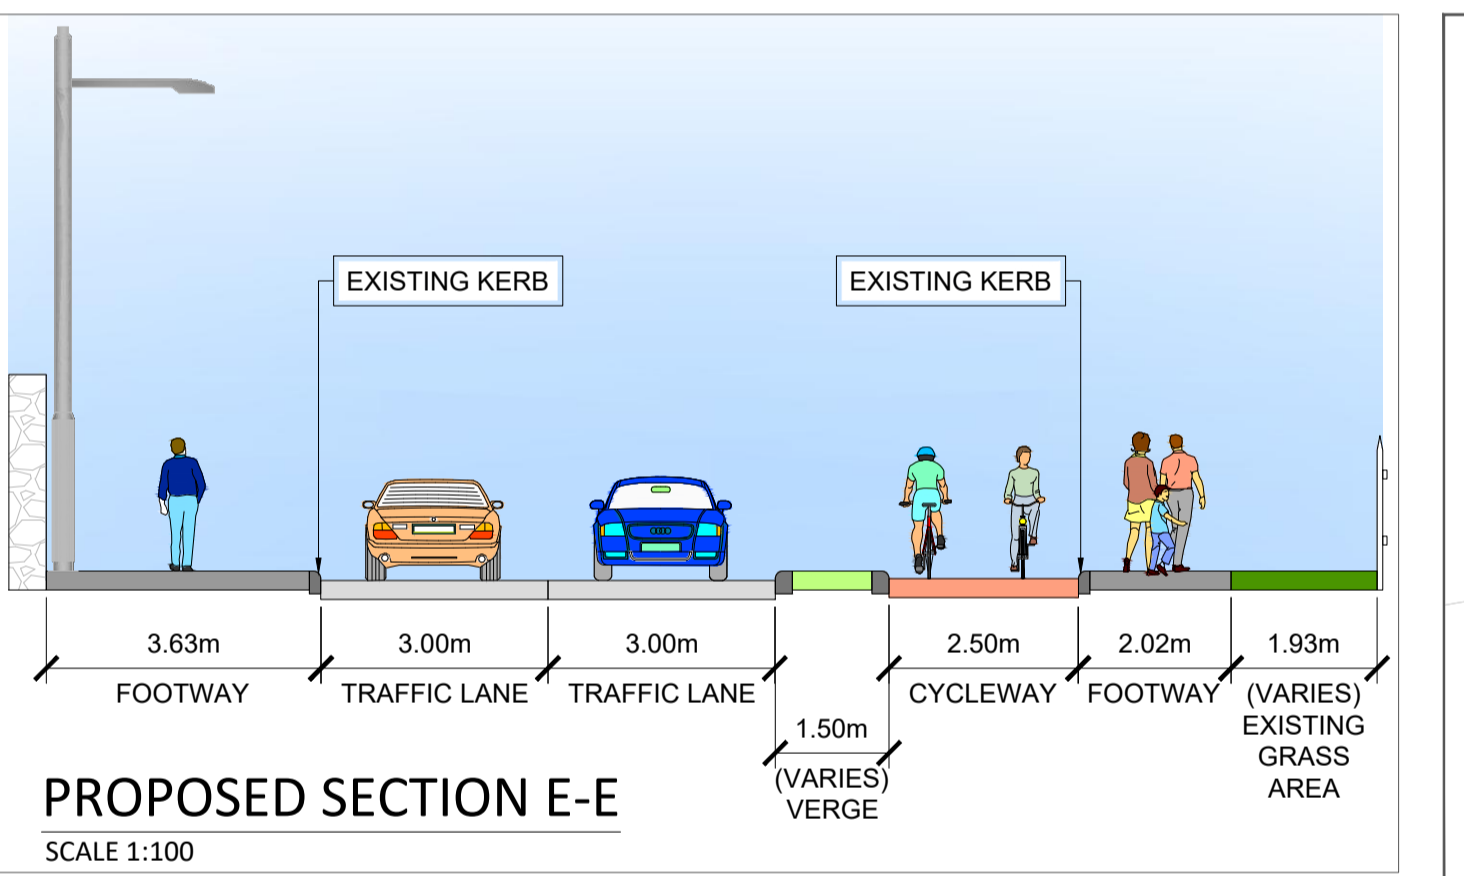 EXISTING KERB
EXISTING KERB
3.63m
3.00m
3.00m
2.50m
2.02m
1.93m
FOOTWAY
TRAFFIC LANE
TRAFFIC LANE
CYCLEWAY
FOOTWAY
(VARIES)
EXISTING
GRASS
AREA
1.50m
(VARIES)
VERGE
PROPOSED SECTION E-E
SCALE 1:100